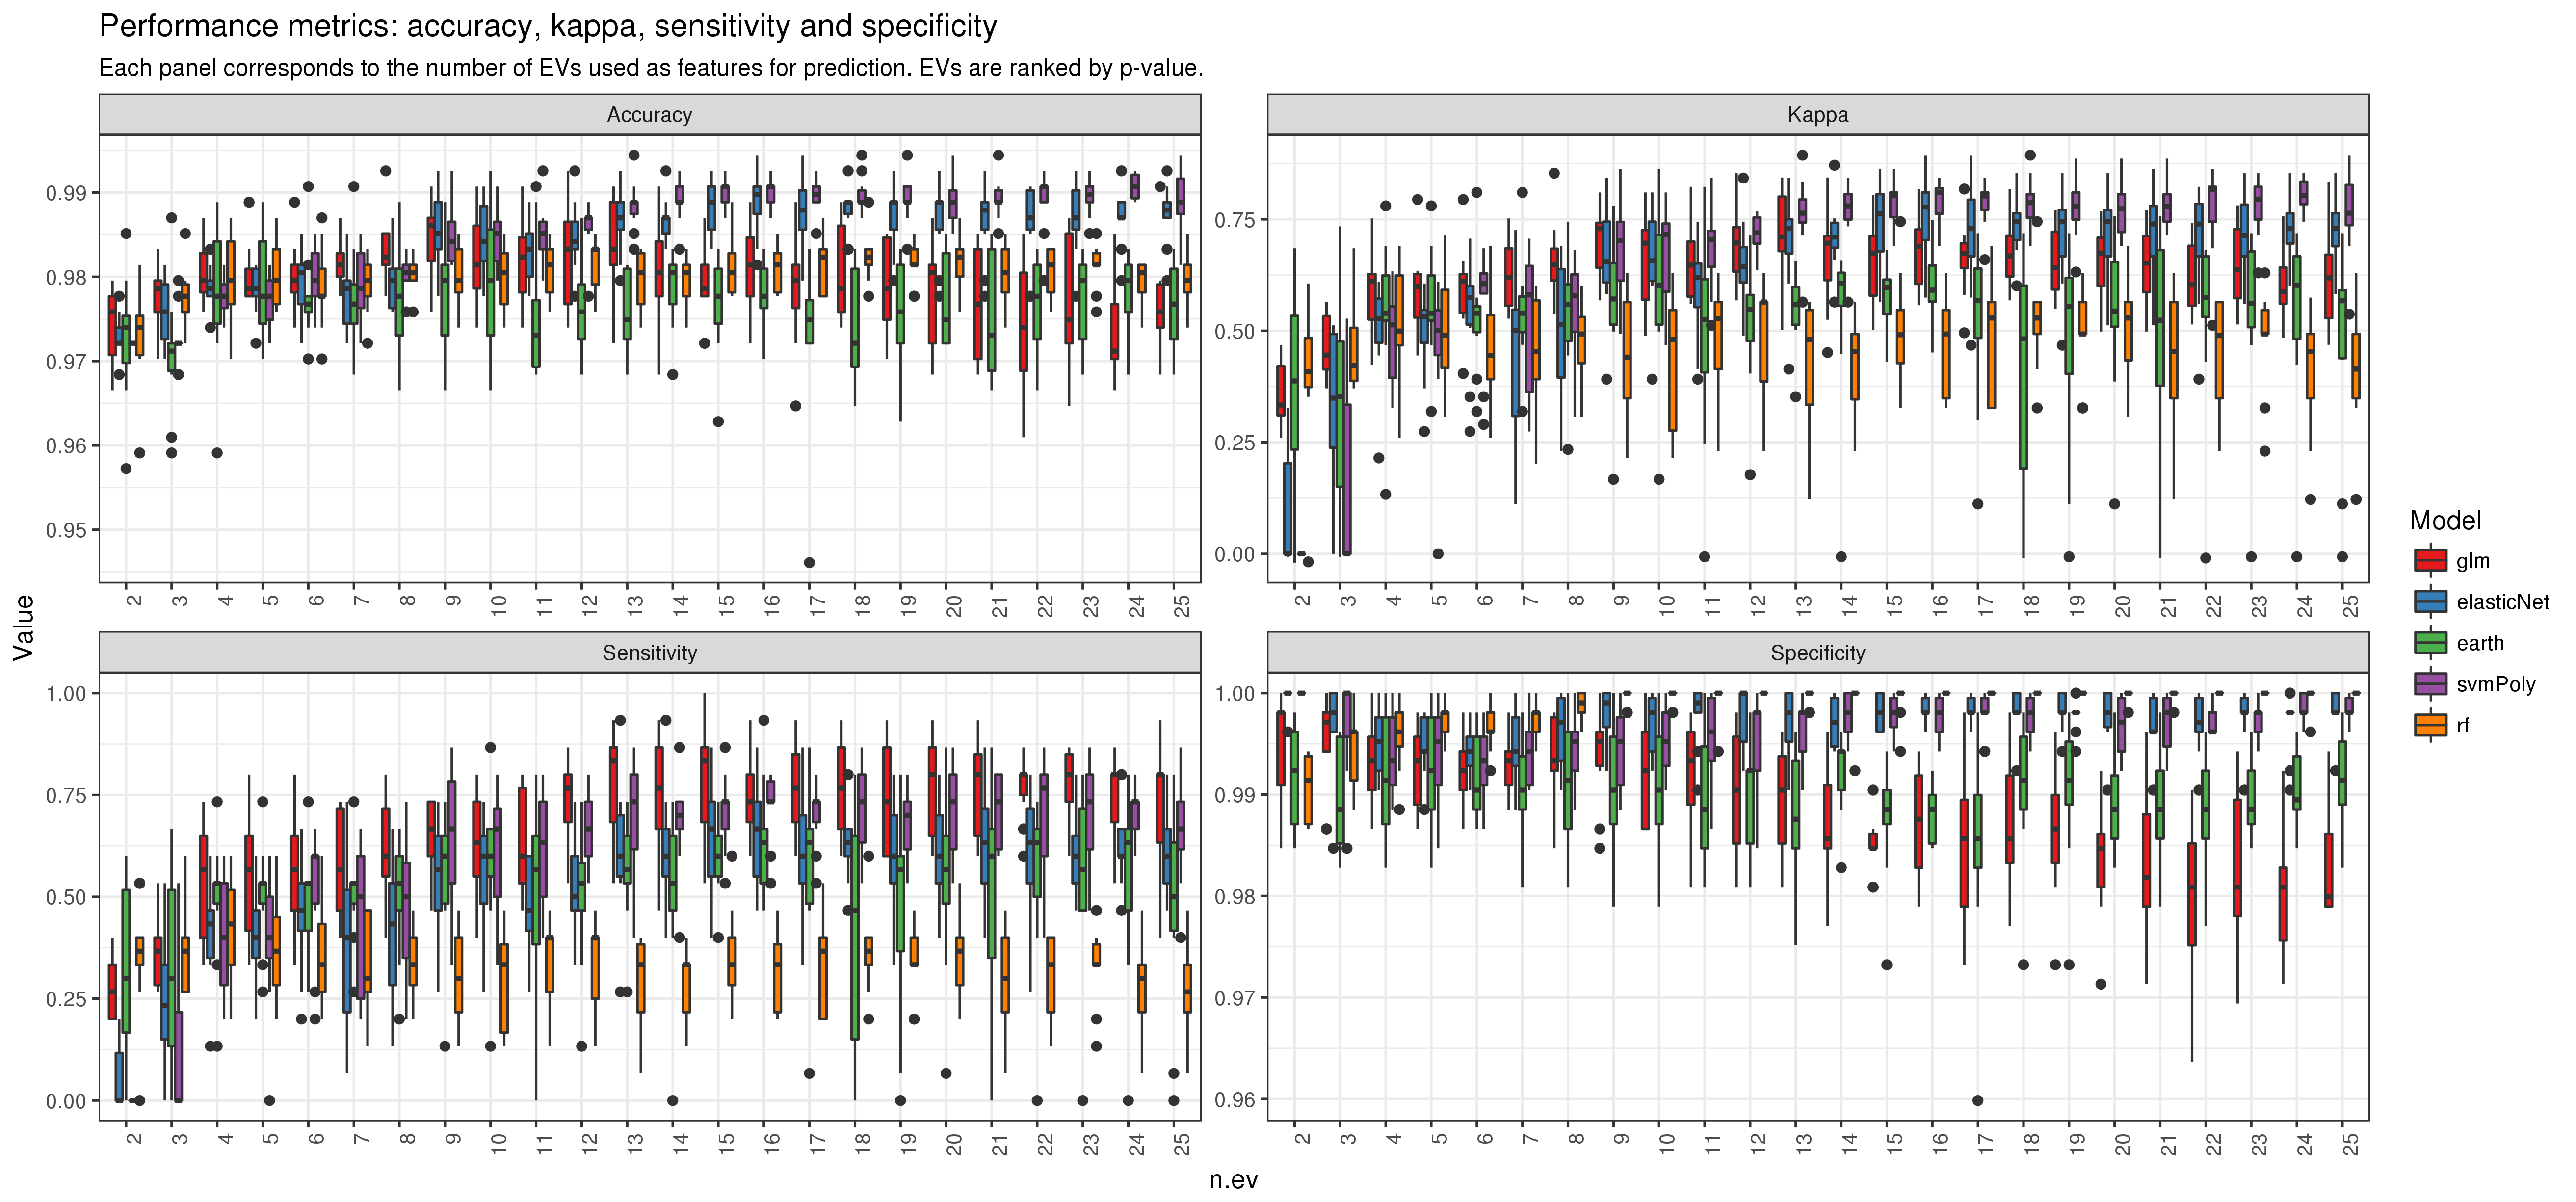 Performance metrics: accuracy, kappa, sensitivity and specificity
Each panel corresponds to the number of EVs used as features for prediction. EVs are ranked by p-value.
Accuracy
0.99
0.98
0.97
0.96
0.95
2 3 4 5 6 7 8 9 10 11 12 13 14 15 16 17 18 19 20 21 22 23 24 25
Kappa
0.75
0.50
0.25
0.00
2 3 4 5 6 7 8 9 10 11 12 13 14 15 16 17 18 19 20 21 22 23 24 25
Value
Sensitivity
1.00
0.75
0.50
0.25
0.00
2 3 4 5 6 7 8 9 10 11 12 13 14 15 16 17 18 19 20 21 22 23 24 25
Specificity
1.00
0.99
0.98
0.97
0.96
2 3 4 5 6 7 8 9 10 11 12 13 14 15 16 17 18 19 20 21 22 23 24 25
n.ev
Model
glm
elasticNet
earth
svmPoly
rf